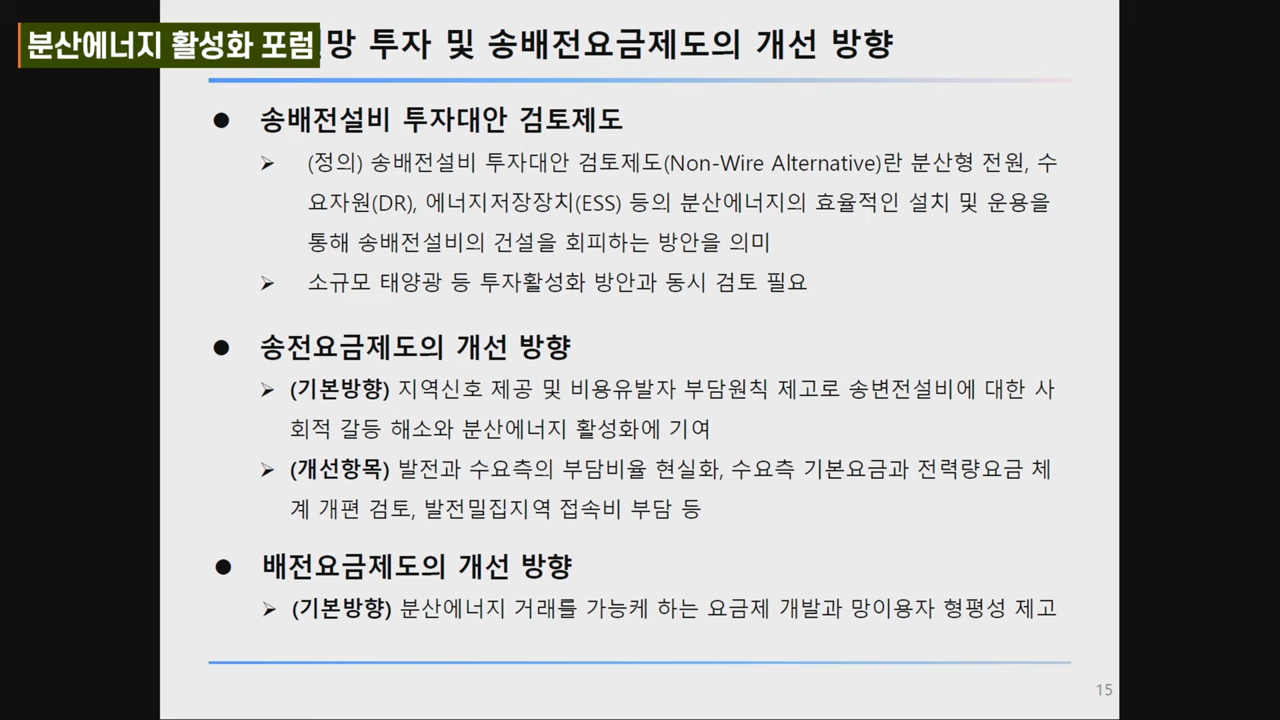 분산에너지 활성화 포럼
망 투자 및 송배전요금제도의 개선 방향
● 송배전설비 투자대안 검토제도
➢ (정의) 송배전설비 투자대안 검토제도(Non-Wire Alternative)란 분산형 전원, 수
요자원(DR), 에너지저장장치(ESS) 등의 분산에너지의 효율적인 설치 및 운용을
통해 송배전설비의 건설을 회피하는 방안을 의미
➢ 소규모 태양광 등 투자활성화 방안과 동시 검토 필요
● 송전요금제도의 개선 방향
➢ (기본방향) 지역신호 제공 및 비용유발자 부담원칙 제고로 송변전설비에 대한 사
회적 갈등 해소와 분산에너지 활성화에 기여
➢ (개선항목) 발전과 수요측의 부담비율 현실화, 수요측 기본요금과 전력량요금 체
계 개편 검토, 발전밀집지역 접속비 부담 등
● 배전요금제도의 개선 방향
➢ (기본방향) 분산에너지 거래를 가능케 하는 요금제 개발과 망이용자 형평성 제고
15